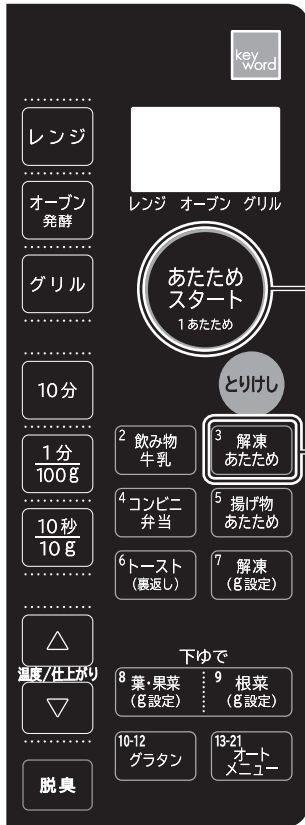 key
word
レンジ
オーブン
発酵
グリル
レンジ オーブン グリル
あたため
スタート
1 あたため
とりけし
10分
1分
100g
10秒
10g
2 飲み物
牛乳
3 解凍
あたため
4 コンビニ
弁当
5 揚げ物
あたため
6 トースト
(裏返し)
7 解凍
(g設定)
△
温度/仕上がり
▽
下ゆで
8 葉・果菜
(g設定)
9 根菜
(g設定)
10-12
グラタン
13-21
オート
メニュー
脱臭